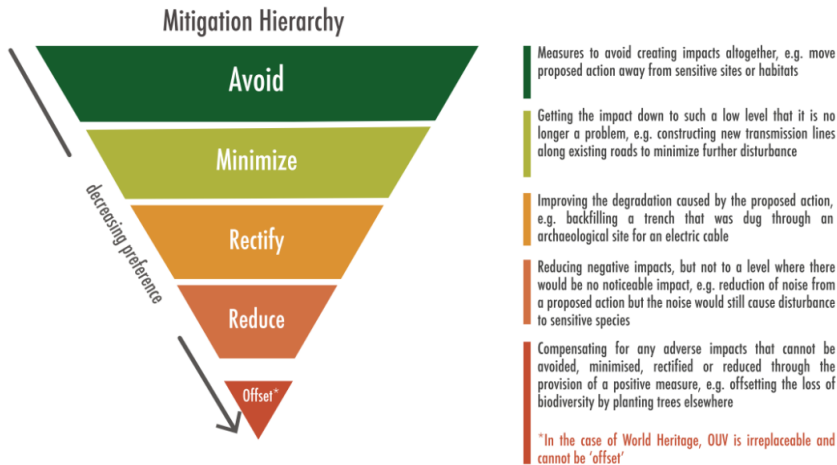 Mitigation Hierarchy
Avoid
Minimize
Rectify
Reduce
Offset*
decreasing preference
Measures to avoid creating impacts altogether, e.g. move
proposed action away from sensitive sites or habitats
Getting the impact down to such a low level that it is no
longer a problem, e.g. constructing new transmission lines
along existing roads to minimize further disturbance
Improving the degradation caused by the proposed action,
e.g. backfilling a trench that was dug through an
archaeological site for an electric cable
Reducing negative impacts, but not to a level where there
would be no noticeable impact, e.g. reduction of noise from
a proposed action but the noise would still cause disturbance
to sensitive species
Compensating for any adverse impacts that cannot be
avoided, minimised, rectified or reduced through the
provision of a positive measure, e.g. offsetting the loss of
biodiversity by planting trees elsewhere
*In the case of World Heritage, OUV is irreplaceable and
cannot be ‘offset’